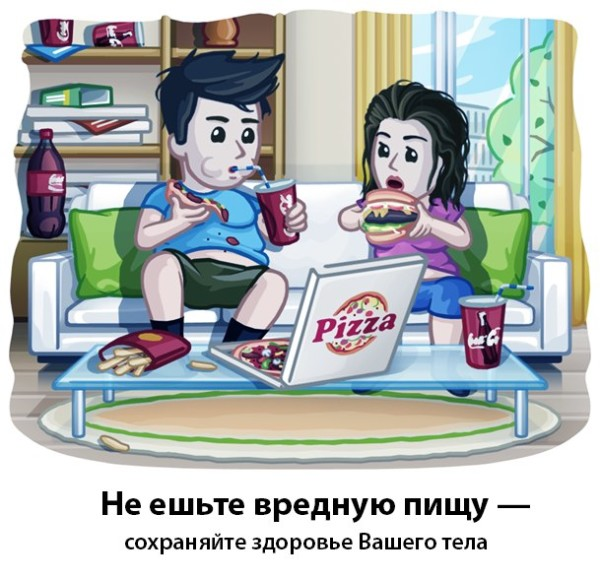 Pizza
Не ешьте вредную пищу —
сохраняйте здоровье Вашего тела